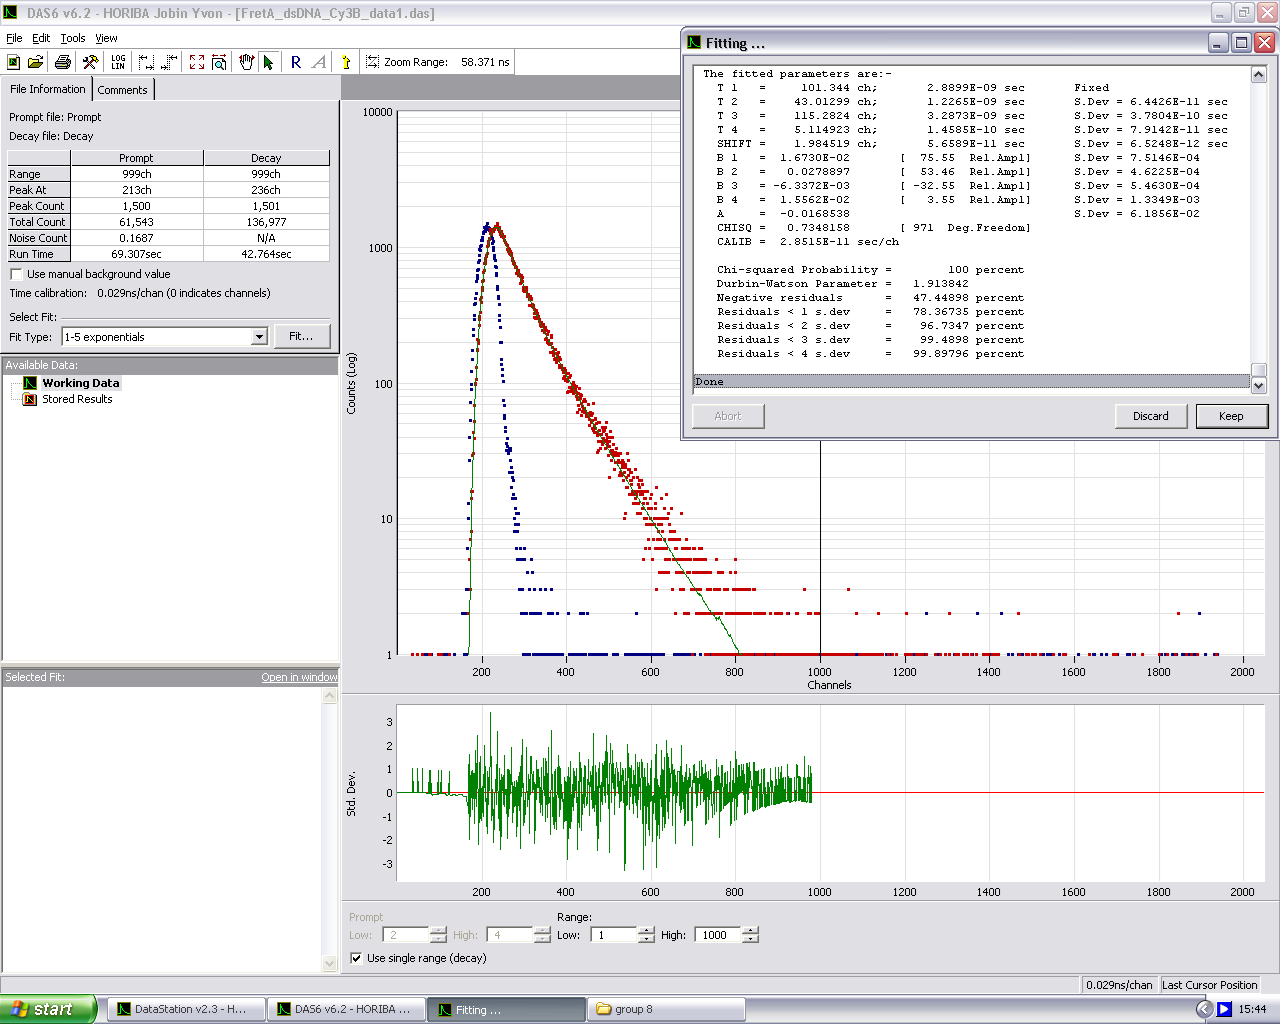 DAS6 v6.2 - HORIBA Jobin Yvon - [FretA_dsDNA_Cy3B_data1.das]
File Edit Tools View
LOG LIN R A Zoom Range: 58.371 ns
File Information Comments
Prompt file: Prompt
Decay file: Decay
Prompt Decay
Range 999ch 999ch
Peak At 213ch 236ch
Peak Count 1,500 1,501
Total Count 61,543 136,977
Noise Count 0.1687 N/A
Run Time 69.307sec 42.764sec
Use manual background value
Time calibration: 0.029ns/chan (0 indicates channels)
Select Fit:
Fit Type: 1-5 exponentials Fit...
Available Data:
Working Data
Stored Results
Selected Fit: Open in window
Counts (Log)
10000
1000
100
10
1
200 400 600 800 1000 1200 1400 1600 1800 2000
Channels
Std. Dev.
3
2
1
0
-1
-2
-3
200 400 600 800 1000 1200 1400 1600 1800 2000
Prompt Range:
Low: 2 High: 4 Low: 1 High: 1000
Use single range (decay)
Fitting ...
The fitted parameters are:-
T 1 = 101.344 ch; 2.8899E-09 sec Fixed
T 2 = 43.01299 ch; 1.2265E-09 sec S.Dev = 6.4426E-11 sec
T 3 = 115.2824 ch; 3.2873E-09 sec S.Dev = 3.7804E-10 sec
T 4 = 5.114923 ch; 1.4585E-10 sec S.Dev = 7.9142E-11 sec
SHIFT = 1.984519 ch; 5.6589E-11 sec S.Dev = 6.5248E-12 sec
B 1 = 1.6730E-02 [ 75.55 Rel.Ampl] S.Dev = 7.5146E-04
B 2 = 0.0278897 [ 53.46 Rel.Ampl] S.Dev = 4.6225E-04
B 3 = -6.3372E-03 [ -32.55 Rel.Ampl] S.Dev = 5.4630E-04
B 4 = 1.5562E-02 [ 3.55 Rel.Ampl] S.Dev = 1.3349E-03
A = -0.0168538 S.Dev = 6.1856E-02
CHISQ = 0.7348158 [ 971 Deg.Freedom]
CALIB = 2.8515E-11 sec/ch
Chi-squared Probability = 100 percent
Durbin-Watson Parameter = 1.913842
Negative residuals = 47.44898 percent
Residuals < 1 s.dev = 78.36735 percent
Residuals < 2 s.dev = 96.7347 percent
Residuals < 3 s.dev = 99.4898 percent
Residuals < 4 s.dev = 99.89796 percent
Done
Abort Discard Keep
0.029ns/chan Last Cursor Position
start DataStation v2.3 - H... DAS6 v6.2 - HORIBA ... Fitting ... group 8 15:44